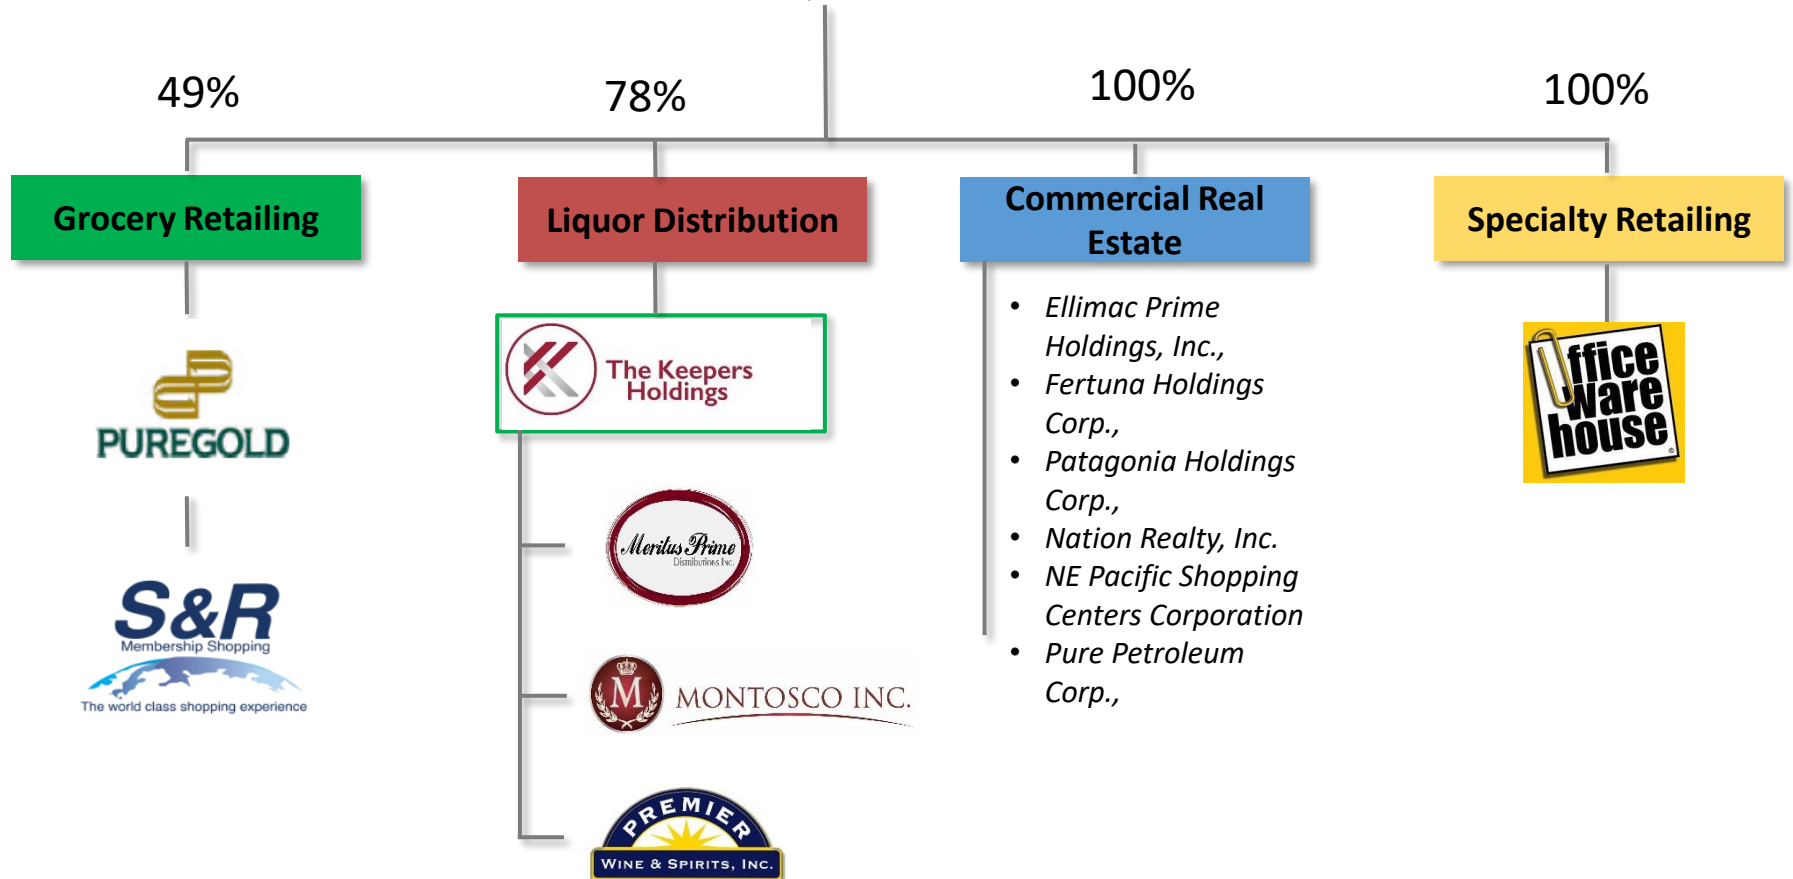 49%
78%
100%
100%
Grocery Retailing
Liquor Distribution
Commercial Real
Estate
Specialty Retailing
PUREGOLD
S&R
Membership Shopping
The world class shopping experience
The Keepers
Holdings
Meritus Prime
Distributions Inc.
M
MONTOSCO INC.
PREMIER
WINE & SPIRITS, INC.
• Ellimac Prime
Holdings, Inc.,
• Fertuna Holdings
Corp.,
• Patagonia Holdings
Corp.,
• Nation Realty, Inc.
• NE Pacific Shopping
Centers Corporation
• Pure Petroleum
Corp.,
Office
ware
house®